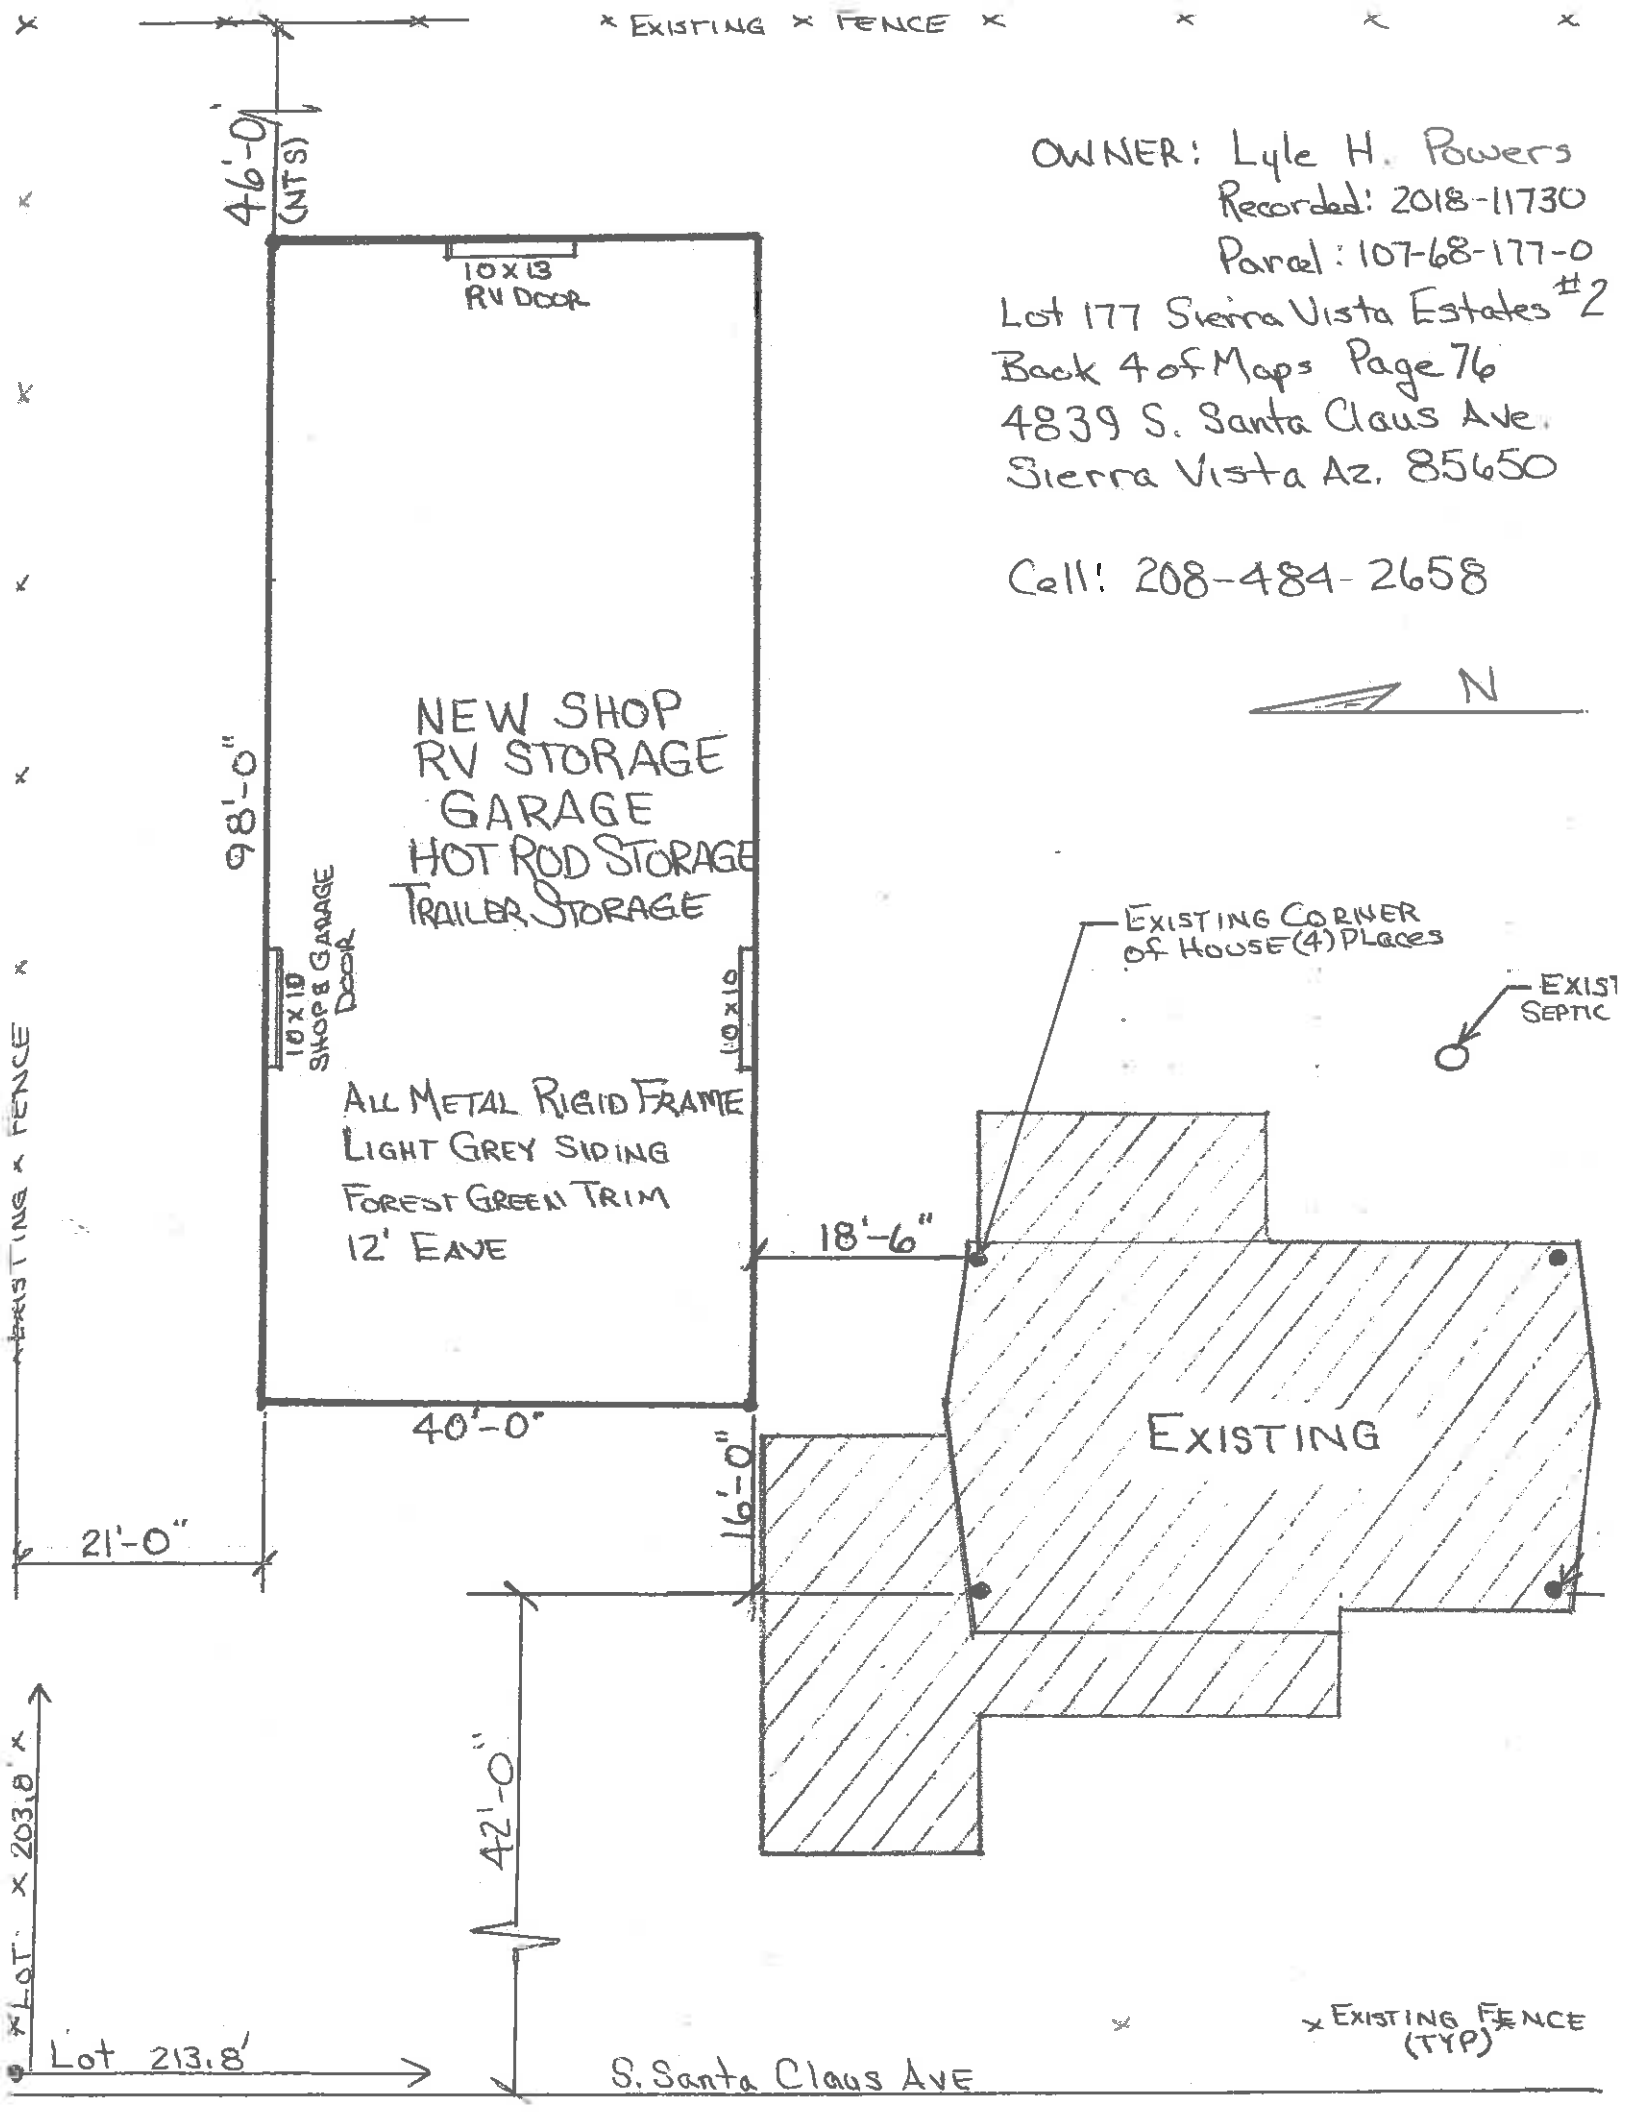 EXISTING FENCE
46'-0"
(NTS)
OWNER: Lyle H. Powers
Recorded: 2018-11730
Parcel: 107-68-177-0
Lot 177 Sierra Vista Estates #2
Book 4 of Maps Page 76
4839 S. Santa Claus Ave.
Sierra Vista Az. 85650
Cell: 208-484-2658
N
10 X 13
RV DOOR
98'-0"
NEW SHOP
RV STORAGE
GARAGE
HOT ROD STORAGE
TRAILER STORAGE
10 X 10
SHOP & GARAGE
DOOR
10 X 10
ALL METAL RIGID FRAME
LIGHT GREY SIDING
FOREST GREEN TRIM
12' EAVE
EXISTING FENCE
EXISTING CORNER
of HOUSE (4) PLACES
EXIST
SEPTIC
18'-6"
40'-0"
16'-0"
21'-0"
EXISTING
42'-0"
LOT 203.8'
Lot 213.8'
S. Santa Claus AVE
EXISTING FENCE
(TYP)